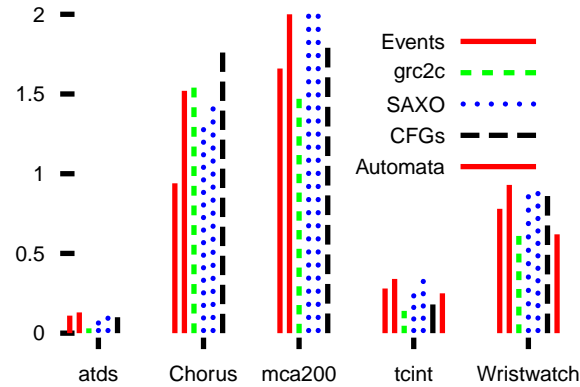 2
1.5
1
0.5
0
Events
grc2c
SAXO
CFGs
Automata
atds Chorus mca200 tcint Wristwatch